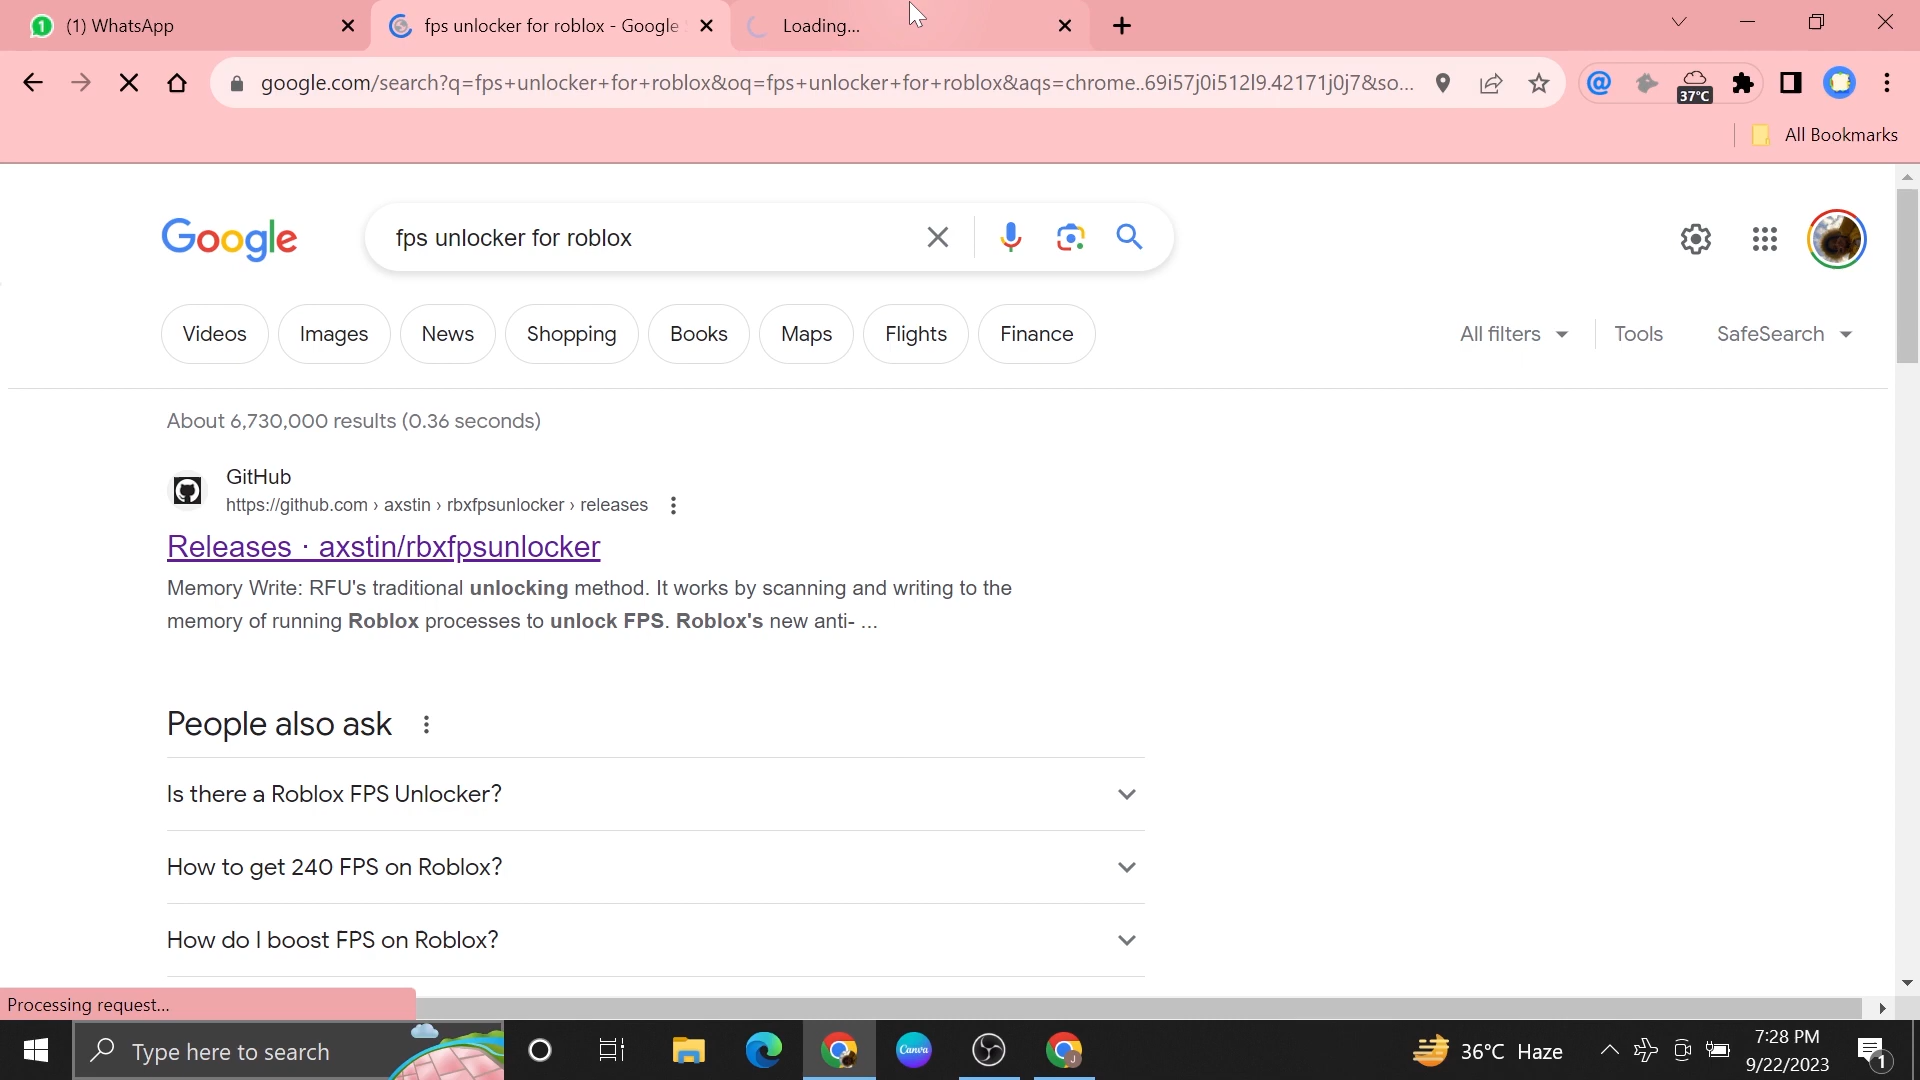 (1) WhatsApp
fps unlocker for roblox - Google
Loading...
google.com/search?q=fps+unlocker+for+roblox&oq=fps+unlocker+for+roblox&aqs=chrome..69i57j0i512l9.42171j0j7&so...
37°C
All Bookmarks
Google
fps unlocker for roblox
Videos
Images
News
Shopping
Books
Maps
Flights
Finance
All filters
Tools
SafeSearch
About 6,730,000 results (0.36 seconds)
GitHub
https://github.com › axstin › rbxfpsunlocker › releases
Releases · axstin/rbxfpsunlocker
Memory Write: RFU's traditional unlocking method. It works by scanning and writing to the
memory of running Roblox processes to unlock FPS. Roblox's new anti- ...
People also ask
Is there a Roblox FPS Unlocker?
How to get 240 FPS on Roblox?
How do I boost FPS on Roblox?
Processing request...
Type here to search
Canva
J
36°C Haze
7:28 PM
9/22/2023
1